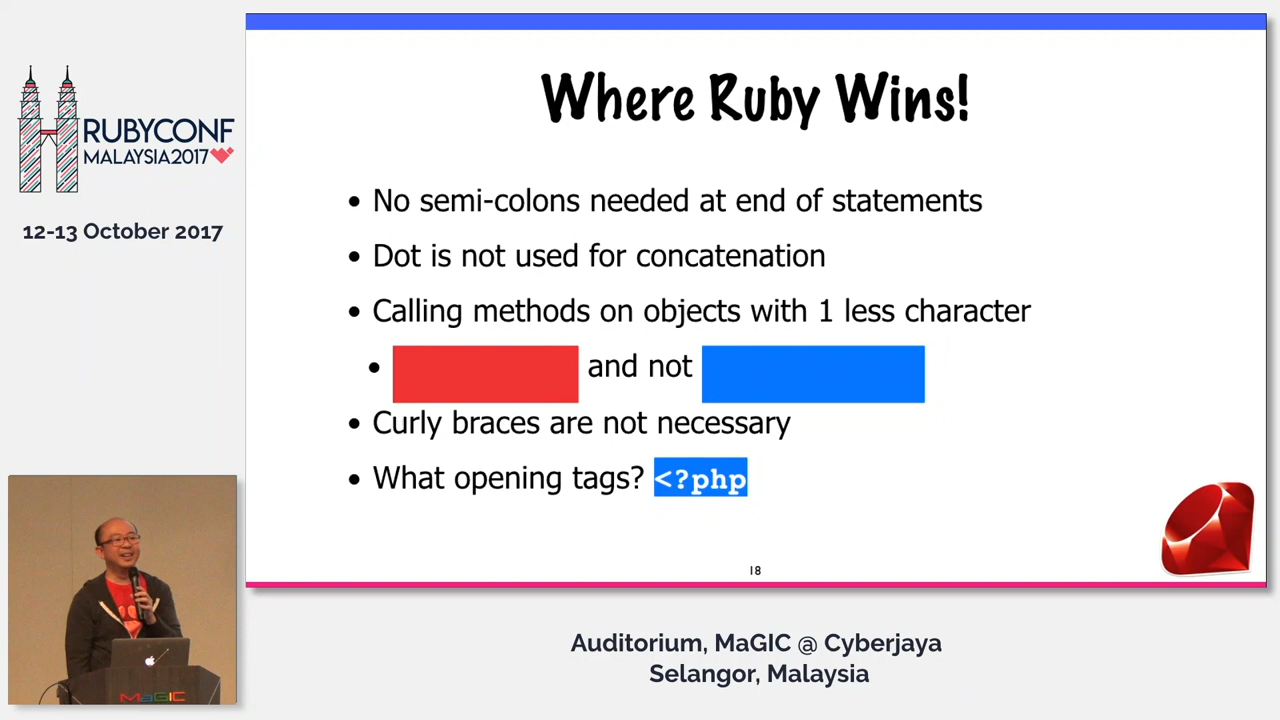 RUBYCONF
MALAYSIA2017
12-13 October 2017
Where Ruby Wins!
• No semi-colons needed at end of statements
• Dot is not used for concatenation
• Calling methods on objects with 1 less character
• and not
• Curly braces are not necessary
• What opening tags? <?php
18
MaGIC
Auditorium, MaGIC @ Cyberjaya
Selangor, Malaysia